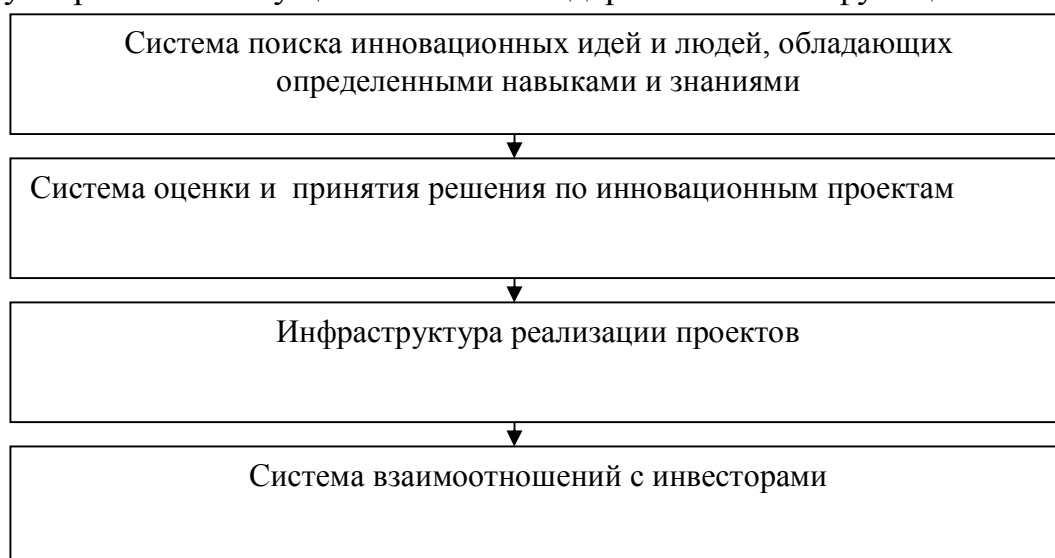 Система поиска инновационных идей и людей, обладающих
определенными навыками и знаниями
Система оценки и принятия решения по инновационным проектам
Инфраструктура реализации проектов
Система взаимоотношений с инвесторами